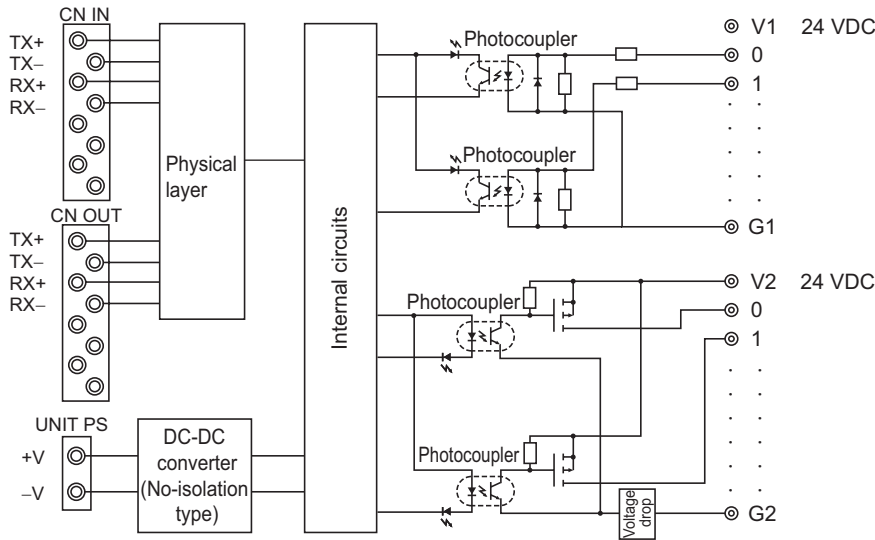 CN IN
TX+
TX–
RX+
RX–
Physical
layer
CN OUT
TX+
TX–
RX+
RX–
UNIT PS
+V
–V
DC-DC
converter
(No-isolation
type)
Internal circuits
Photocoupler
V1 24 VDC
0
1
Photocoupler
G1
V2 24 VDC
Photocoupler
0
1
Photocoupler
Voltage
drop
G2